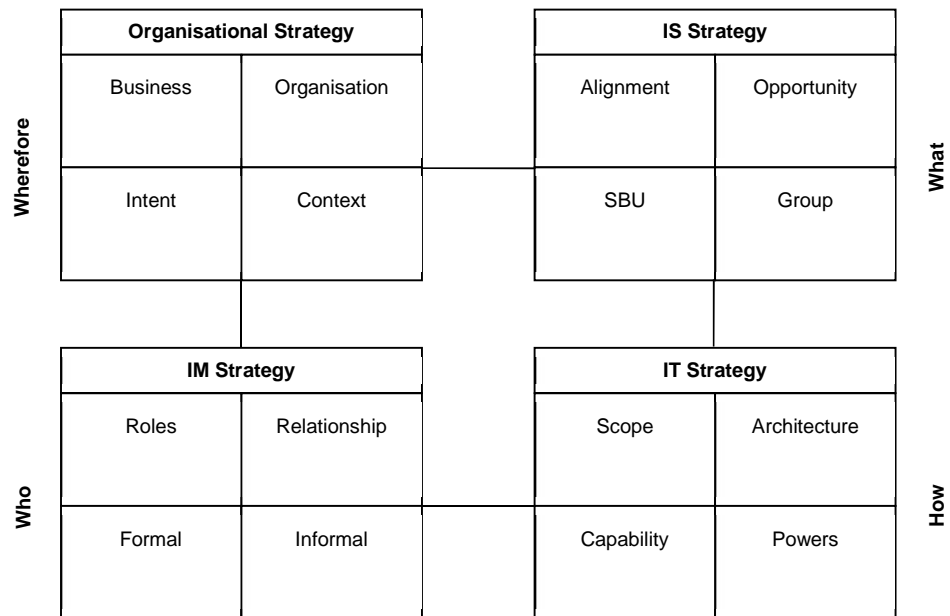 Organisational Strategy
IS Strategy
Business Organisation
Alignment Opportunity
Wherefore
What
Intent Context
SBU Group
IM Strategy
IT Strategy
Roles Relationship
Scope Architecture
Who
How
Formal Informal
Capability Powers